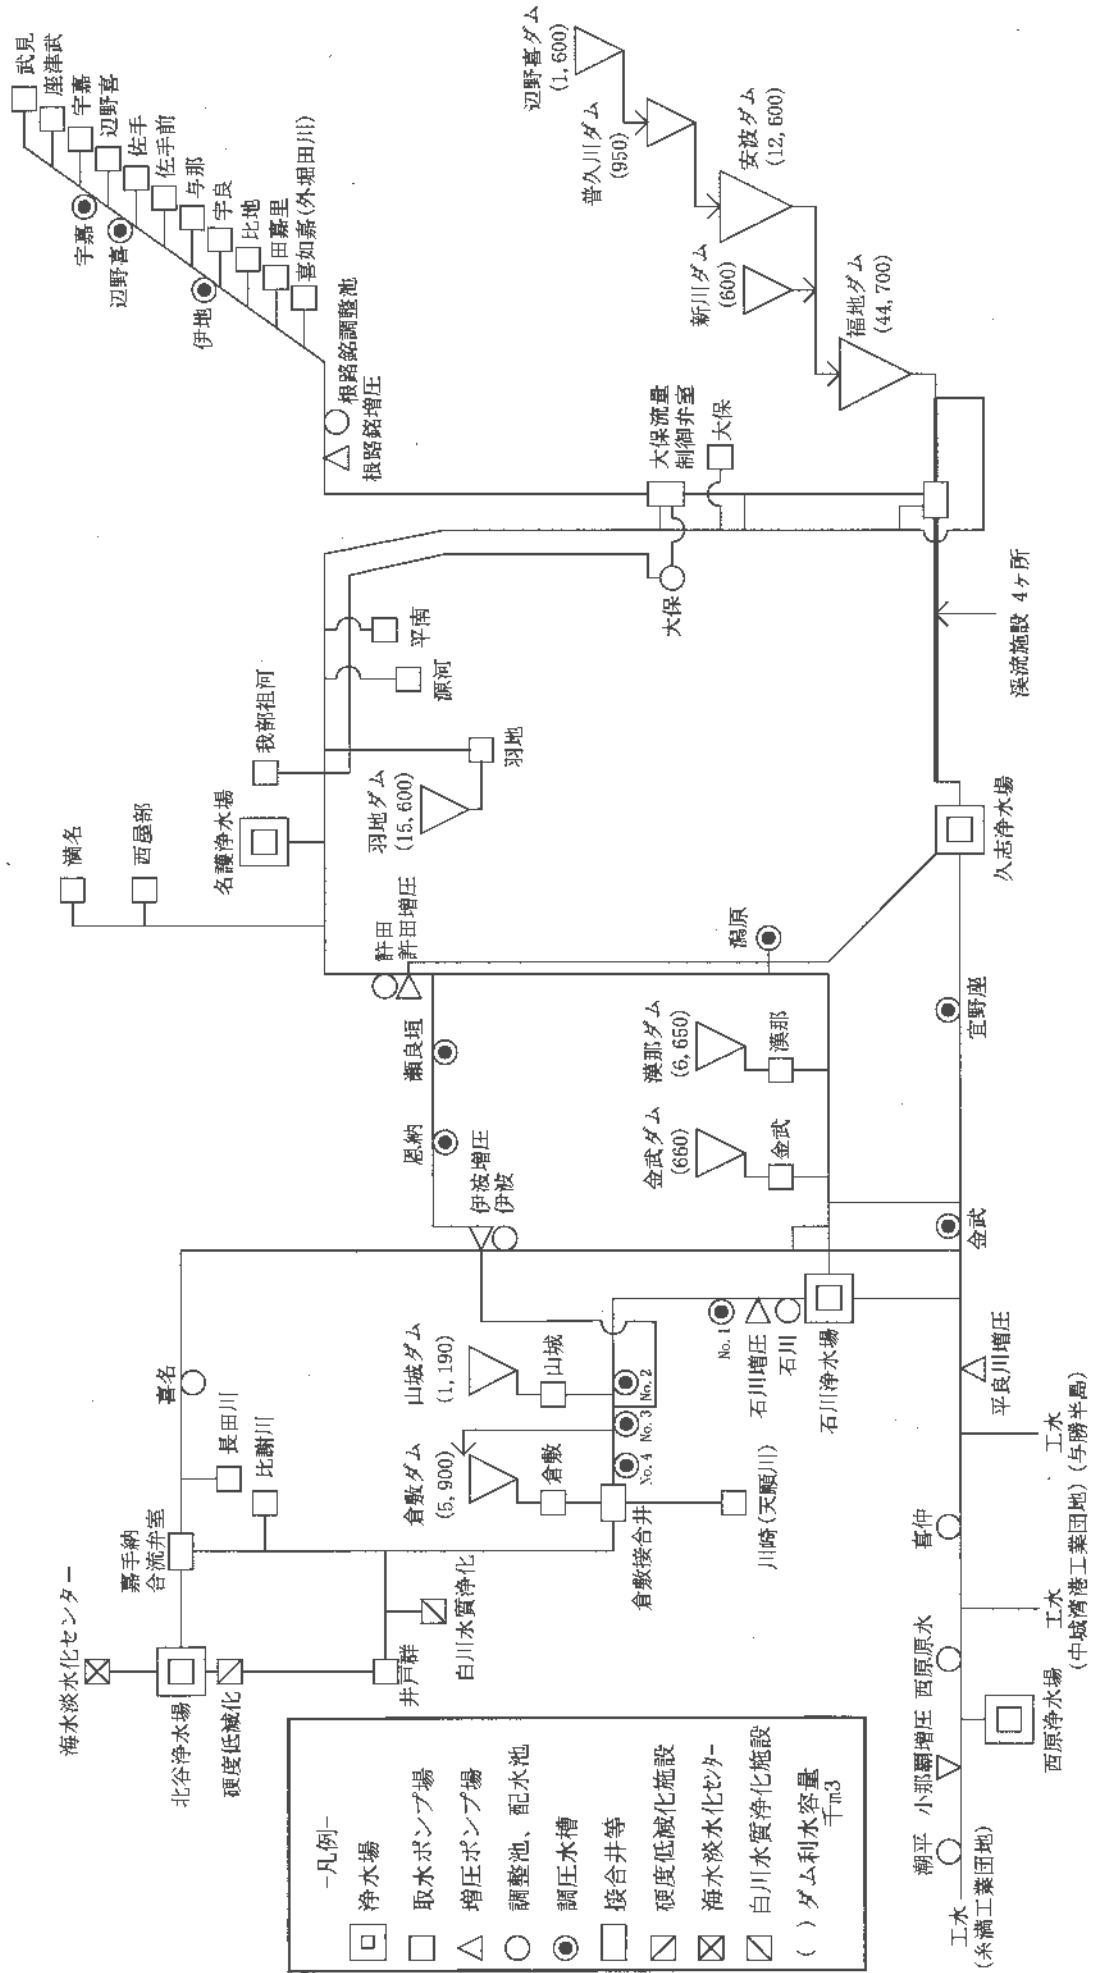 武見
座津武
宇嘉
辺野喜
佐手
佐手前
与那
宇良
比地
田嘉里
喜如嘉(外堀田川)
宇嘉
辺野喜
伊地
根路銘調整池
根路銘増圧
辺野喜ダム
(1,600)
普久川ダム
(950)
安波ダム
(12,600)
新川ダム
(600)
福地ダム
(44,700)
大保流量
制御弁室
大保
大保
渓流施設 4ヶ所
平南
源河
我部祖河
羽地
羽地ダム
(15,600)
名護浄水場
満名
西屋部
久志浄水場
許田
許田増圧
潟原
瀬良垣
恩納
漢那ダム
(6,650)
漢那
金武ダム
(660)
金武
宜野座
金武
伊波増圧
伊波
喜名
長田川
比謝川
嘉手納
合流弁室
海水淡水化センター
北谷浄水場
硬度低減化
井戸群
白川水質浄化
山城ダム
(1,190)
山城
倉敷ダム
(5,900)
倉敷
倉敷接合井
川崎(天願川)
No.1
No.2
No.3
No.4
石川増圧
石川
石川浄水場
平良川増圧
工水
(与勝半島)
喜仲
工水
(中城湾港工業団地)
西原原水
西原浄水場
小那覇増圧
潮平
工水
(糸満工業団地)
-凡例-
浄水場
取水ポンプ場
増圧ポンプ場
調整池、配水池
調圧水槽
接合井等
硬度低減化施設
海水淡水化センター
白川水質浄化施設
( ) ダム利水容量
千m3